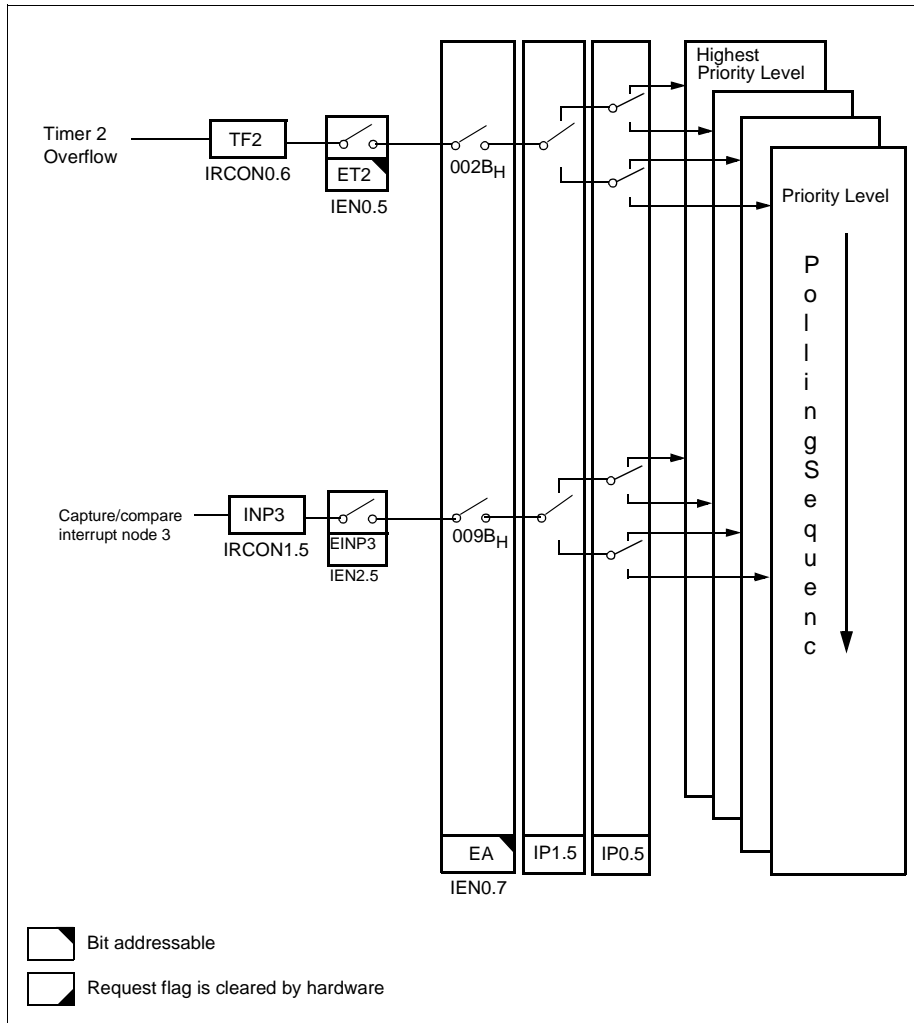 Highest
Priority Level
Timer 2
Overflow
TF2
IRCON0.6
ET2
IEN0.5
002BH
Priority Level
P
o
l
l
i
n
g
S
e
q
u
e
n
c
Capture/compare
interrupt node 3
INP3
IRCON1.5
EINP3
IEN2.5
009BH
EA
IP1.5
IP0.5
IEN0.7
Bit addressable
Request flag is cleared by hardware